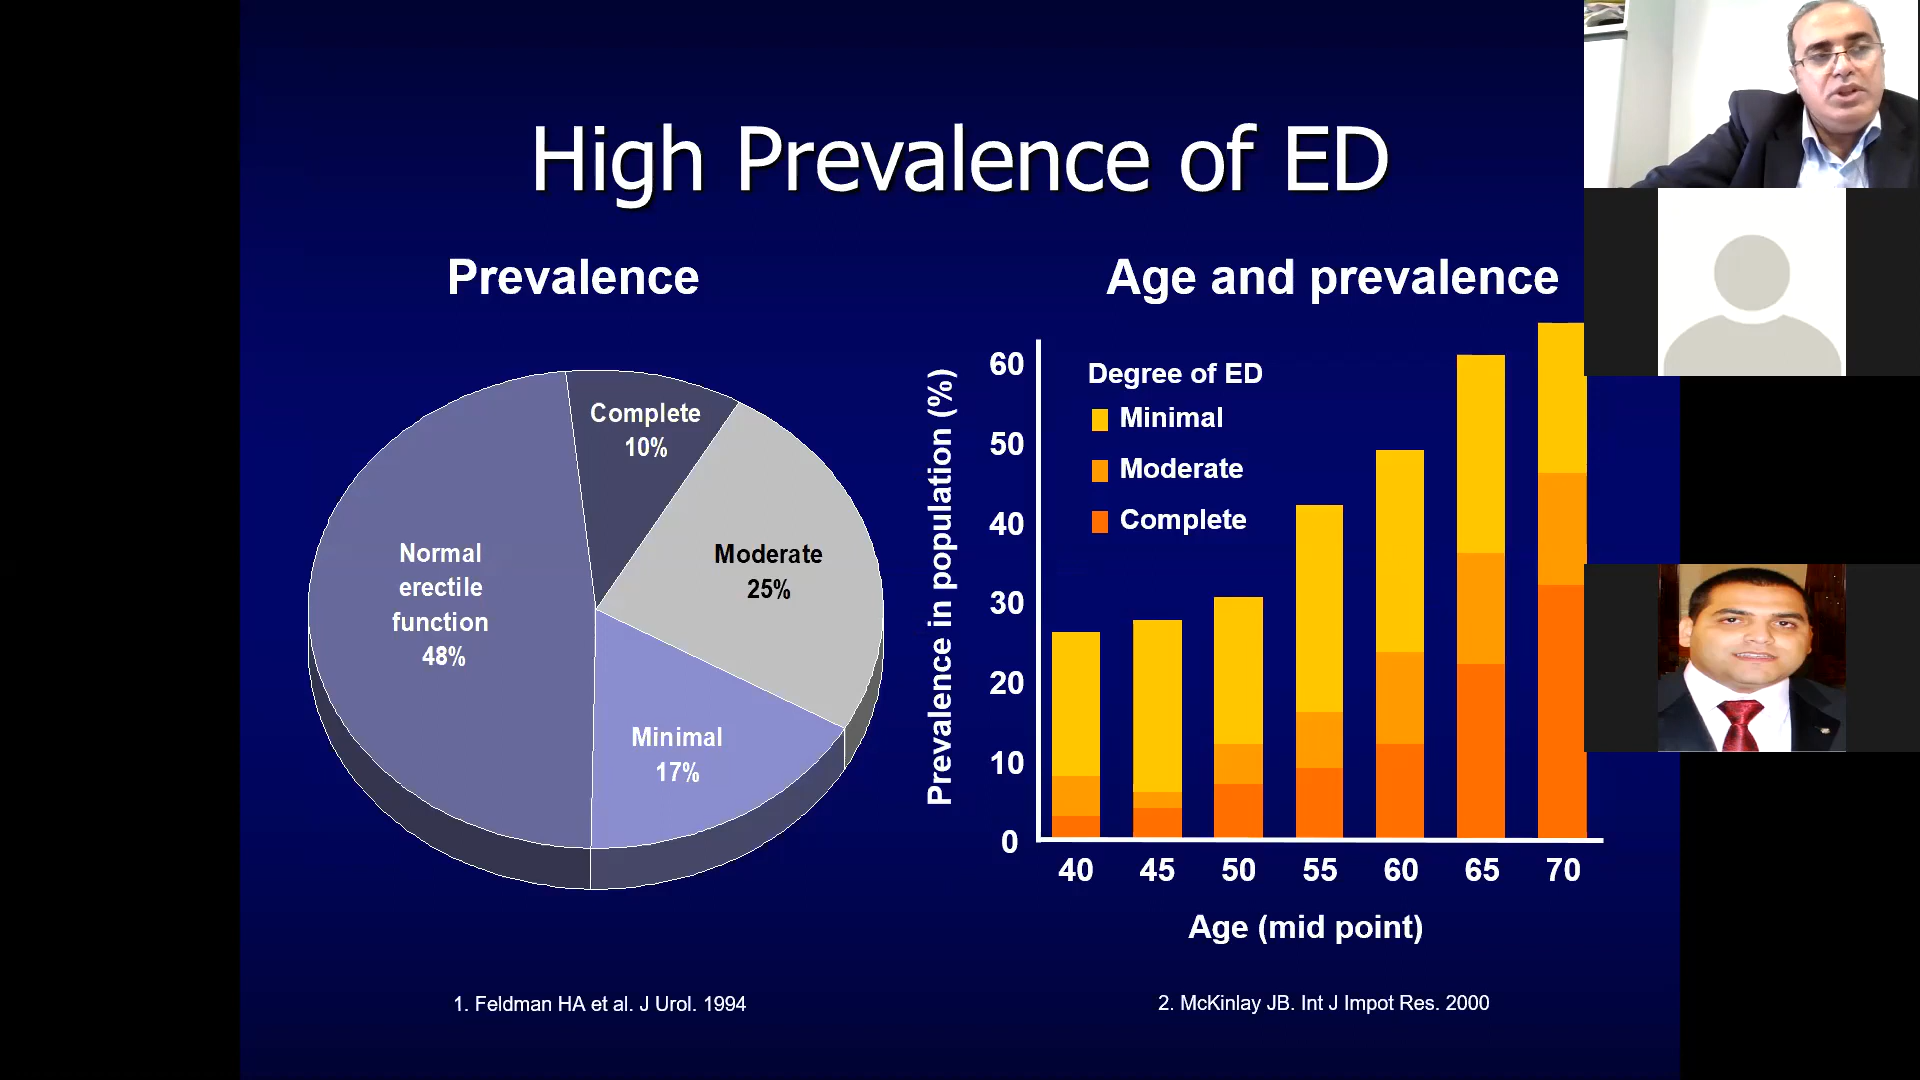 High Prevalence of ED
Prevalence
Complete
10%
Moderate
25%
Normal
erectile
function
48%
Minimal
17%
1. Feldman HA et al. J Urol. 1994
Age and prevalence
Prevalence in population (%)
60
50
40
30
20
10
0
Degree of ED
Minimal
Moderate
Complete
40 45 50 55 60 65 70
Age (mid point)
2. McKinlay JB. Int J Impot Res. 2000